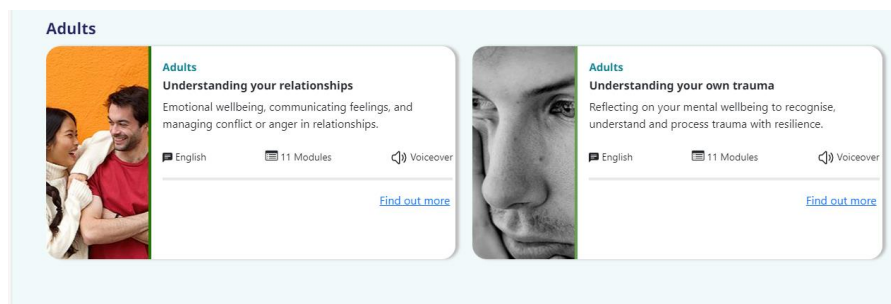 Adults
Adults
Understanding your relationships
Emotional wellbeing, communicating feelings, and
managing conflict or anger in relationships.
English 11 Modules Voiceover
Find out more
Adults
Understanding your own trauma
Reflecting on your mental wellbeing to recognise,
understand and process trauma with resilience.
English 11 Modules Voiceover
Find out more